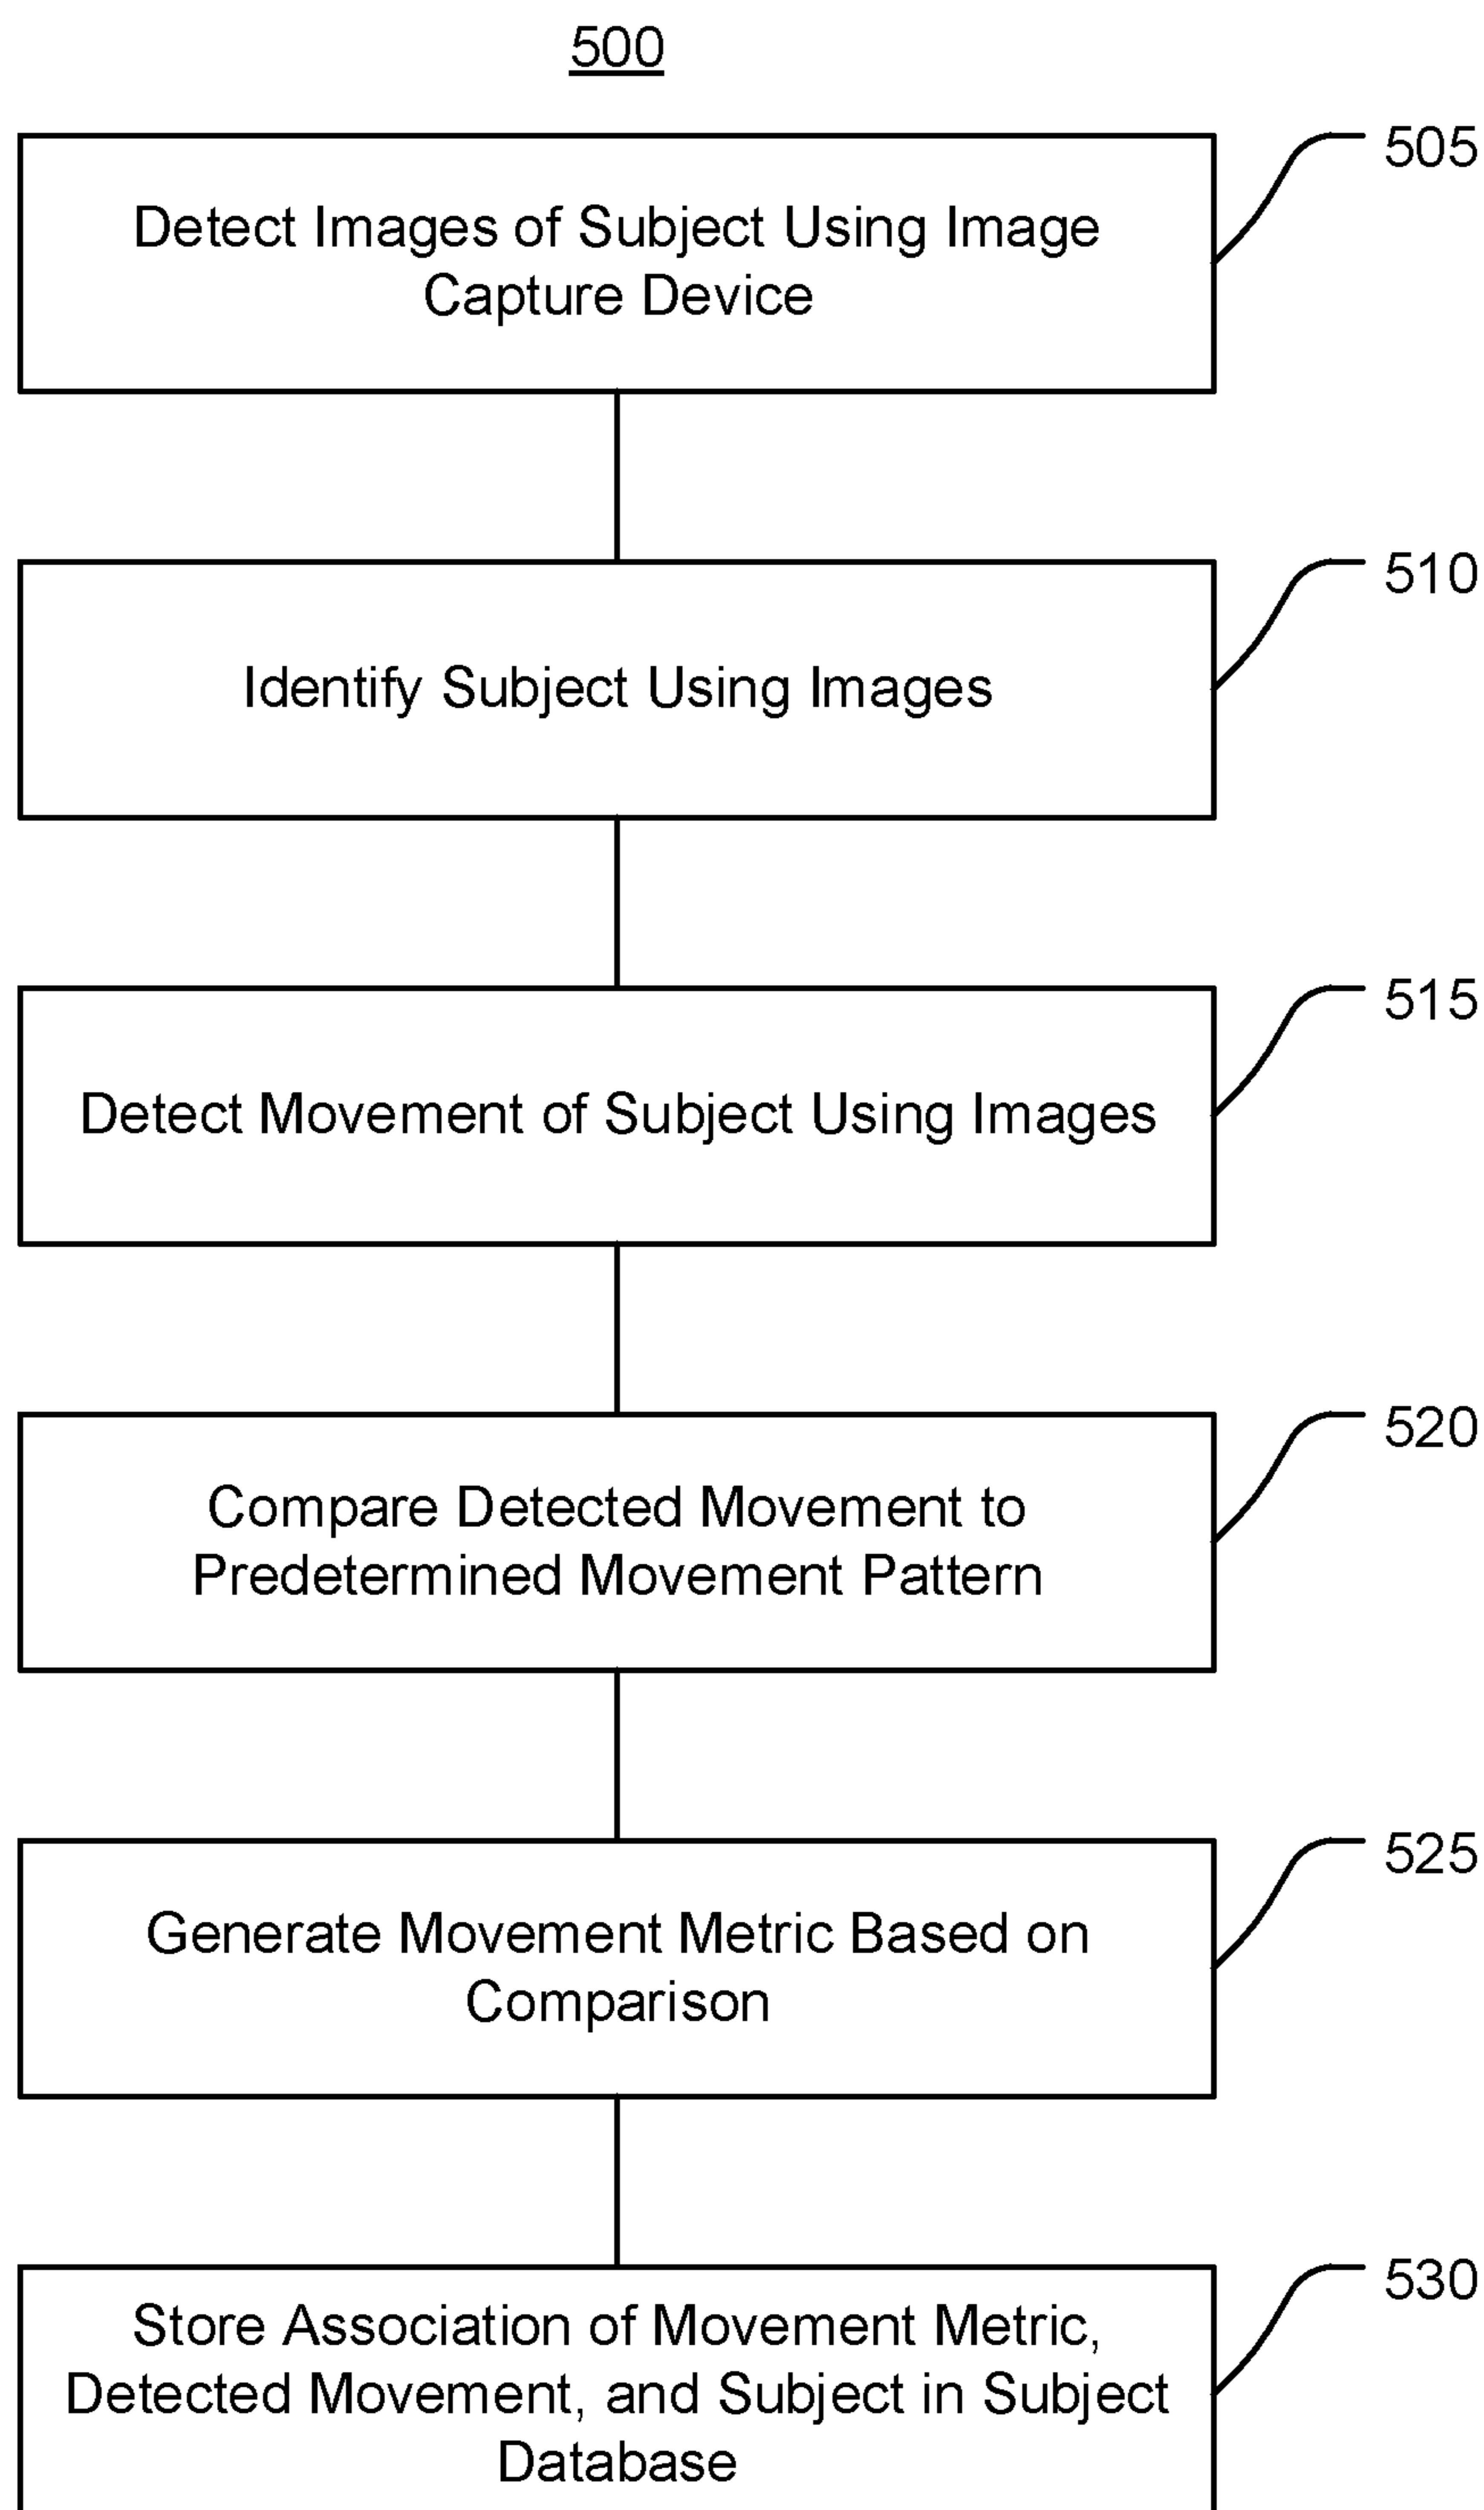 500
505
Detect Images of Subject Using Image
Capture Device
510
Identify Subject Using Images
515
Detect Movement of Subject Using Images
520
Compare Detected Movement to
Predetermined Movement Pattern
525
Generate Movement Metric Based on
Comparison
530
Store Association of Movement Metric,
Detected Movement, and Subject in Subject
Database